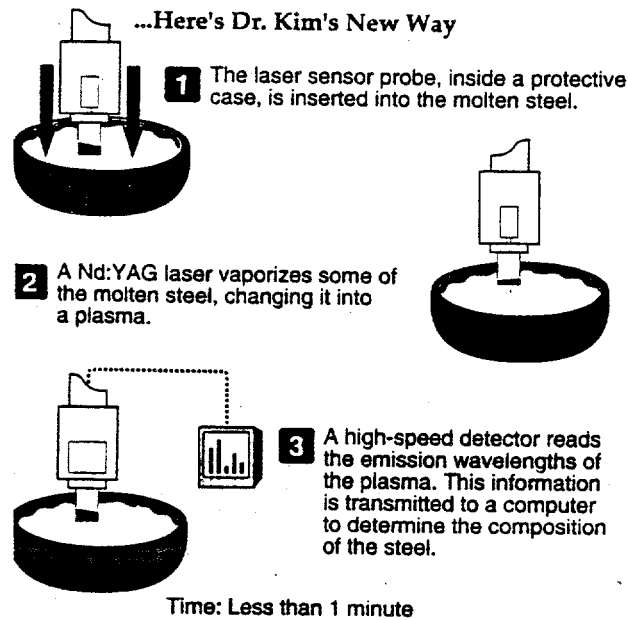 ...Here's Dr. Kim's New Way
1 The laser sensor probe, inside a protective
case, is inserted into the molten steel.
2 A Nd:YAG laser vaporizes some of
the molten steel, changing it into
a plasma.
3 A high-speed detector reads
the emission wavelengths of
the plasma. This information
is transmitted to a computer
to determine the composition
of the steel.
Time: Less than 1 minute